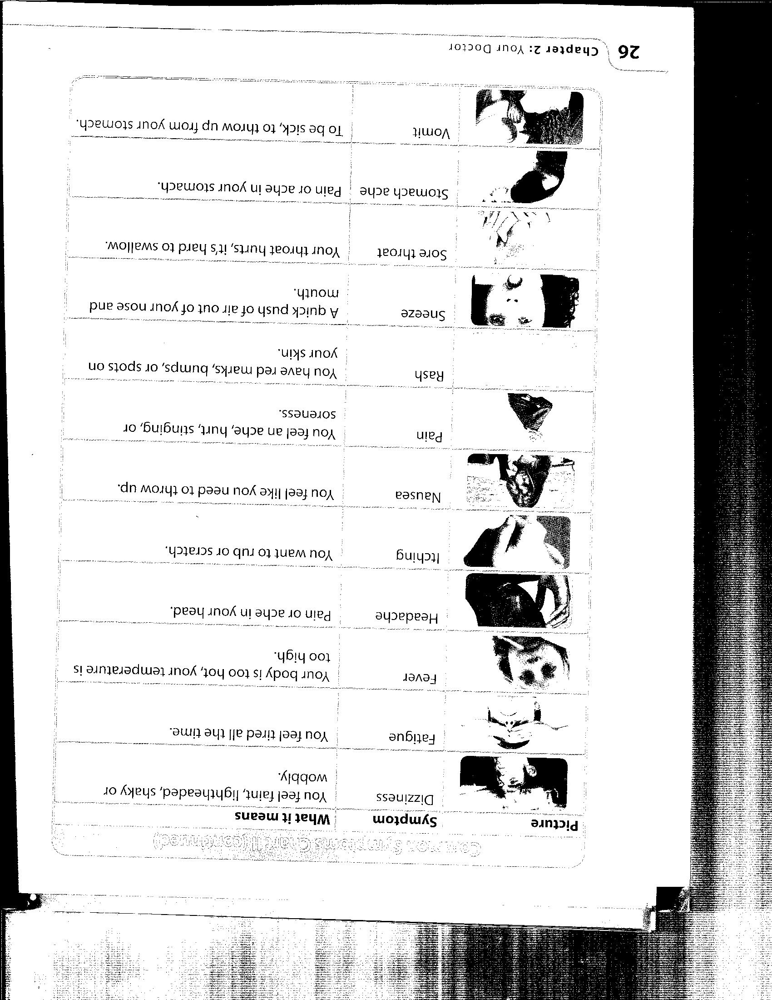 Common Symptoms Chart II (continued)
Picture Symptom What it means
Dizziness You feel faint, lightheaded, shaky or
wobbly.
Fatigue You feel tired all the time.
Fever Your body is too hot, your temperature is
too high.
Headache Pain or ache in your head.
Itching You want to rub or scratch.
Nausea You feel like you need to throw up.
Pain You feel an ache, hurt, stinging, or
soreness.
Rash You have red marks, bumps, or spots on
your skin.
Sneeze A quick push of air out of your nose and
mouth.
Sore throat Your throat hurts, it's hard to swallow.
Stomach ache Pain or ache in your stomach.
Vomit To be sick, to throw up from your stomach.
26 Chapter 2: Your Doctor